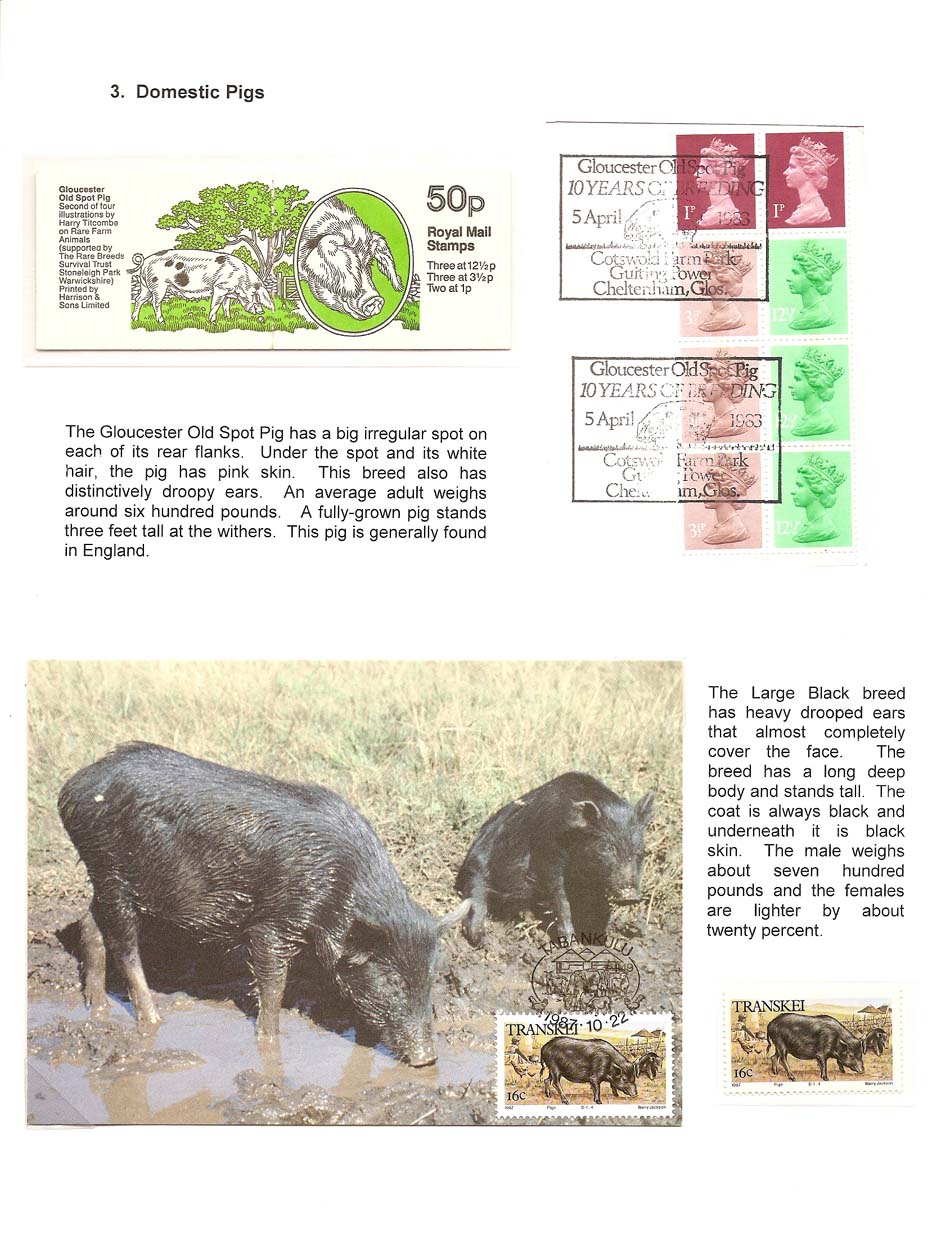 3. Domestic Pigs
Gloucester
Old Spot Pig
Second of four
illustrations by
Harry Titcombe
on Rare Farm
Animals
(supported by
The Rare Breeds
Survival Trust
Stoneleigh Park
Warwickshire)
Printed by
Harrison &
Sons Limited
50p
Royal Mail
Stamps
Three at 12½p
Three at 3½p
Two at 1p
Gloucester Old Spot Pig
10 YEARS OF BREEDING
5 April 1983
Cotswold Farm Park
Guiting Power
Cheltenham, Glos.
1P
1P
3½P
12½P
Gloucester Old Spot Pig
10 YEARS OF BREEDING
5 April 1983
Cotswold Farm Park
Power
Glos.
3½P
12½P
The Gloucester Old Spot Pig has a big irregular spot on
each of its rear flanks. Under the spot and its white
hair, the pig has pink skin. This breed also has
distinctively droopy ears. An average adult weighs
around six hundred pounds. A fully-grown pig stands
three feet tall at the withers. This pig is generally found
in England.
The Large Black breed
has heavy drooped ears
that almost completely
cover the face. The
breed has a long deep
body and stands tall. The
coat is always black and
underneath it is black
skin. The male weighs
about seven hundred
pounds and the females
are lighter by about
twenty percent.
TABANKULU
1987·10·22
TRANSKEI
16c
1987 Pigs Barry Jackson
TRANSKEI
16c
1987 Pigs Barry Jackson